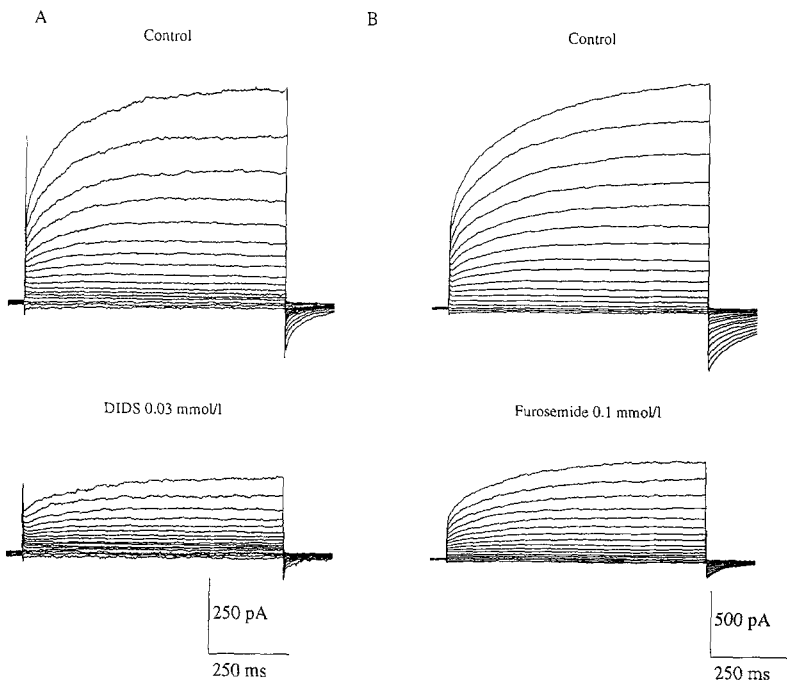 A
B
Control
Control
DIDS 0.03 mmol/l
Furosemide 0.1 mmol/l
250 pA
250 ms
500 pA
250 ms